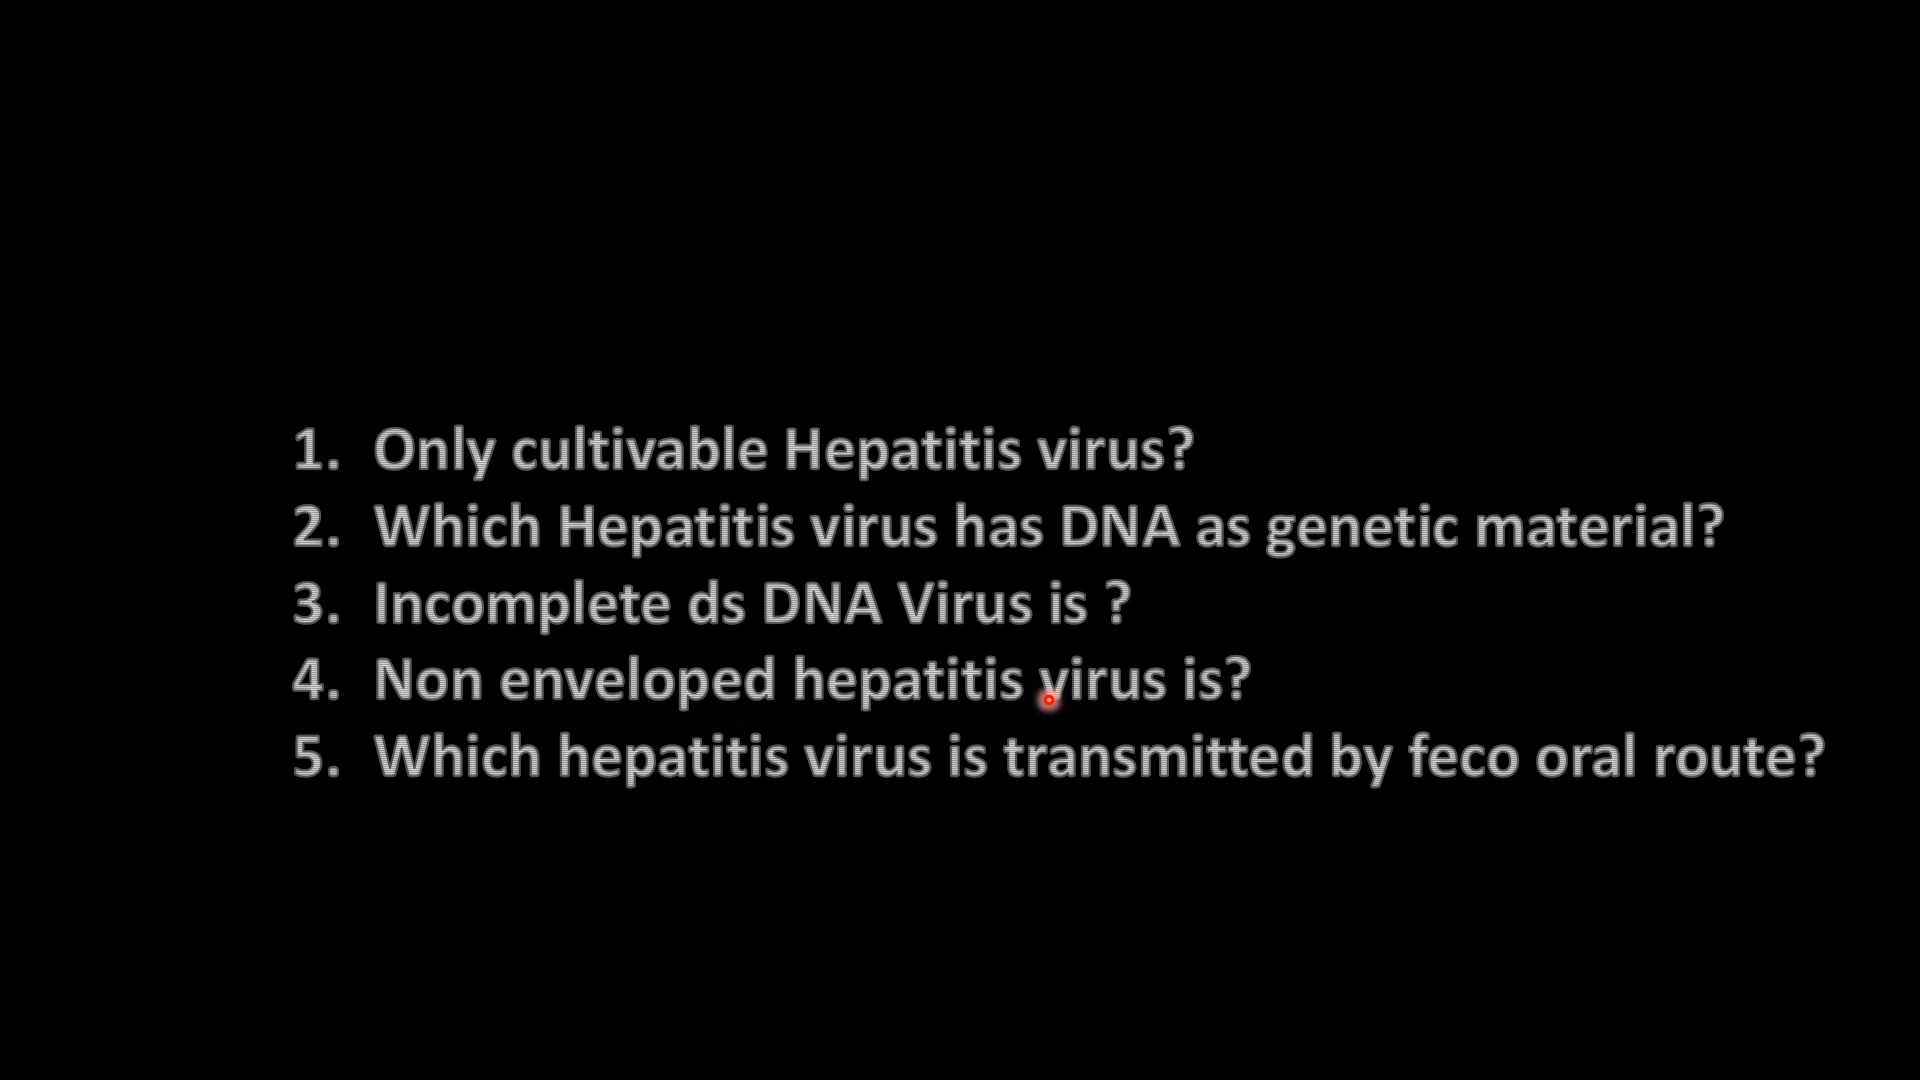 1. Only cultivable Hepatitis virus?
2. Which Hepatitis virus has DNA as genetic material?
3. Incomplete ds DNA Virus is ?
4. Non enveloped hepatitis virus is?
5. Which hepatitis virus is transmitted by feco oral route?